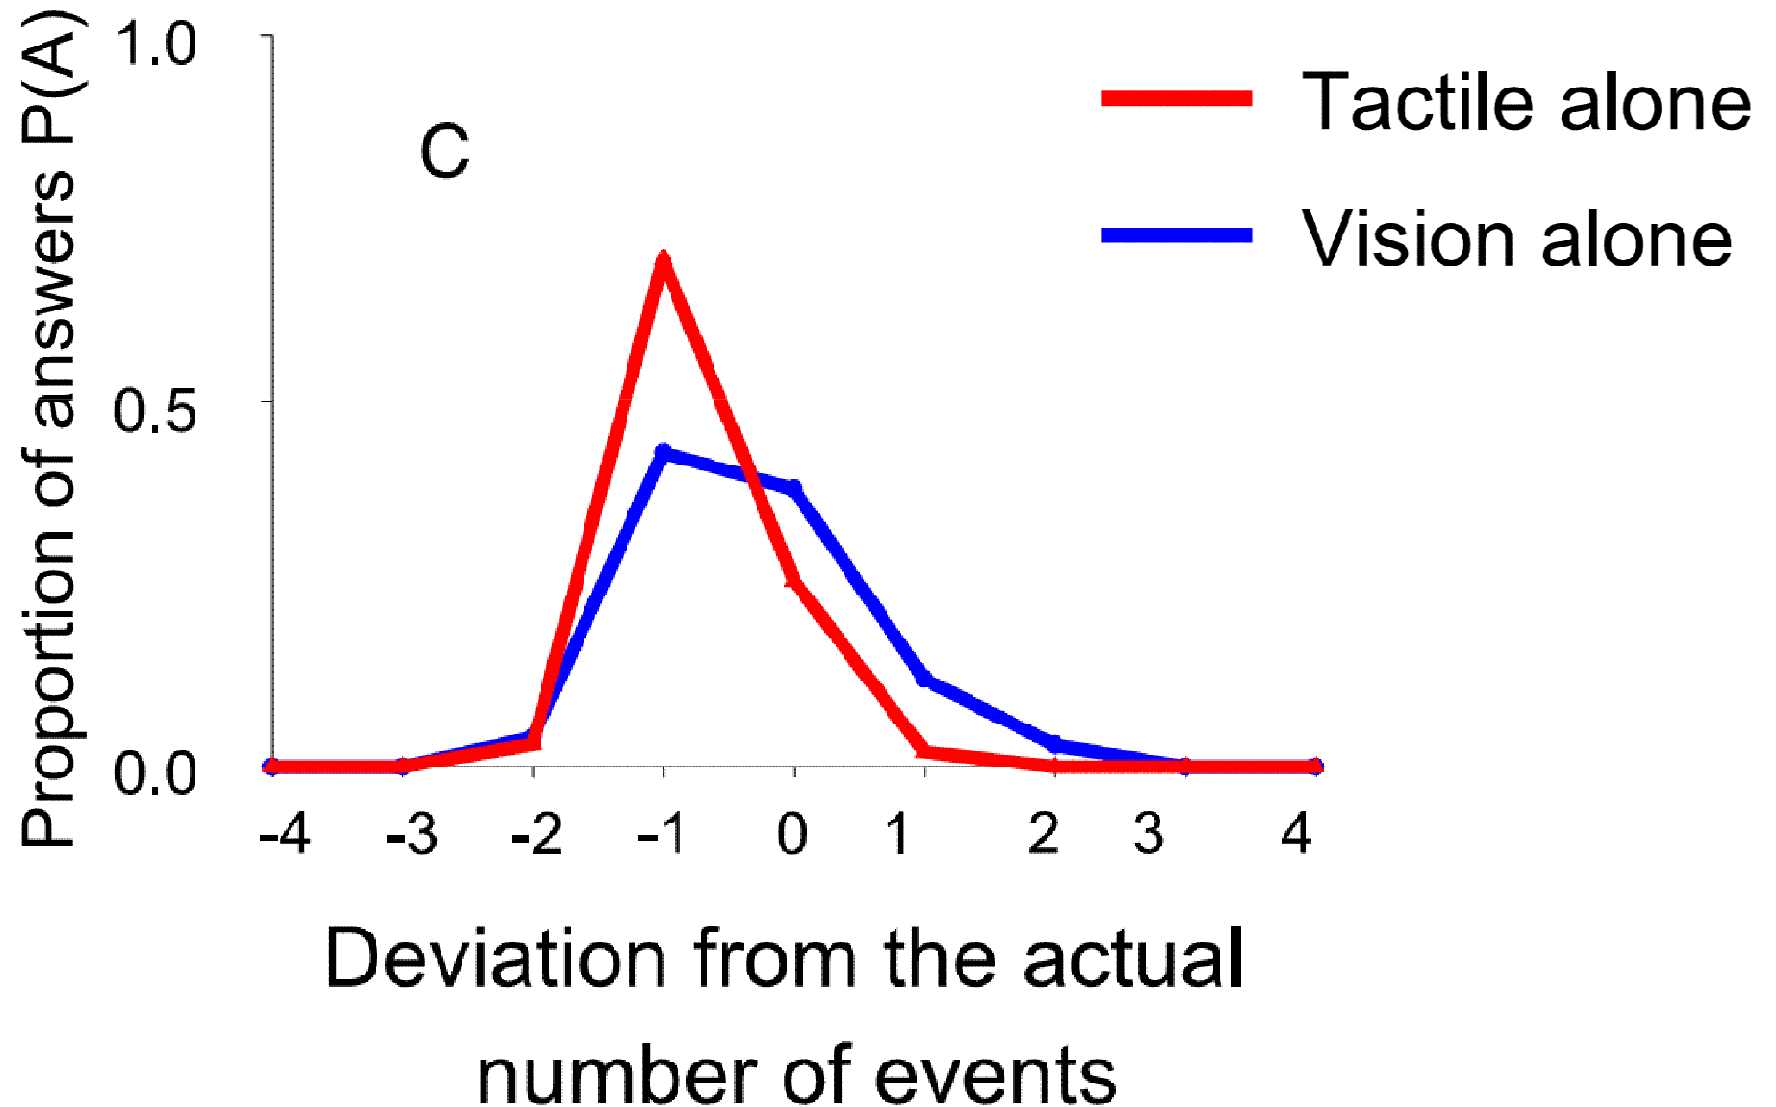 Proportion of answers P(A)
1.0
0.5
0.0
C
Tactile alone
Vision alone
-4 -3 -2 -1 0 1 2 3 4
Deviation from the actual
number of events